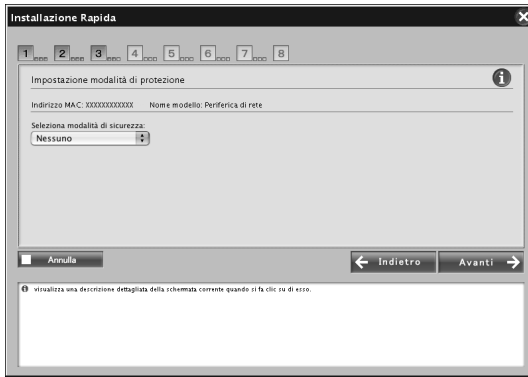 Installazione Rapida
1 2 3 4 5 6 7 8
Impostazione modalità di protezione
Indirizzo MAC: XXXXXXXXXXXX Nome modello: Periferica di rete
Seleziona modalità di sicurezza:
Nessuno
Annulla
Indietro
Avanti
visualizza una descrizione dettagliata della schermata corrente quando si fa clic su di esso.